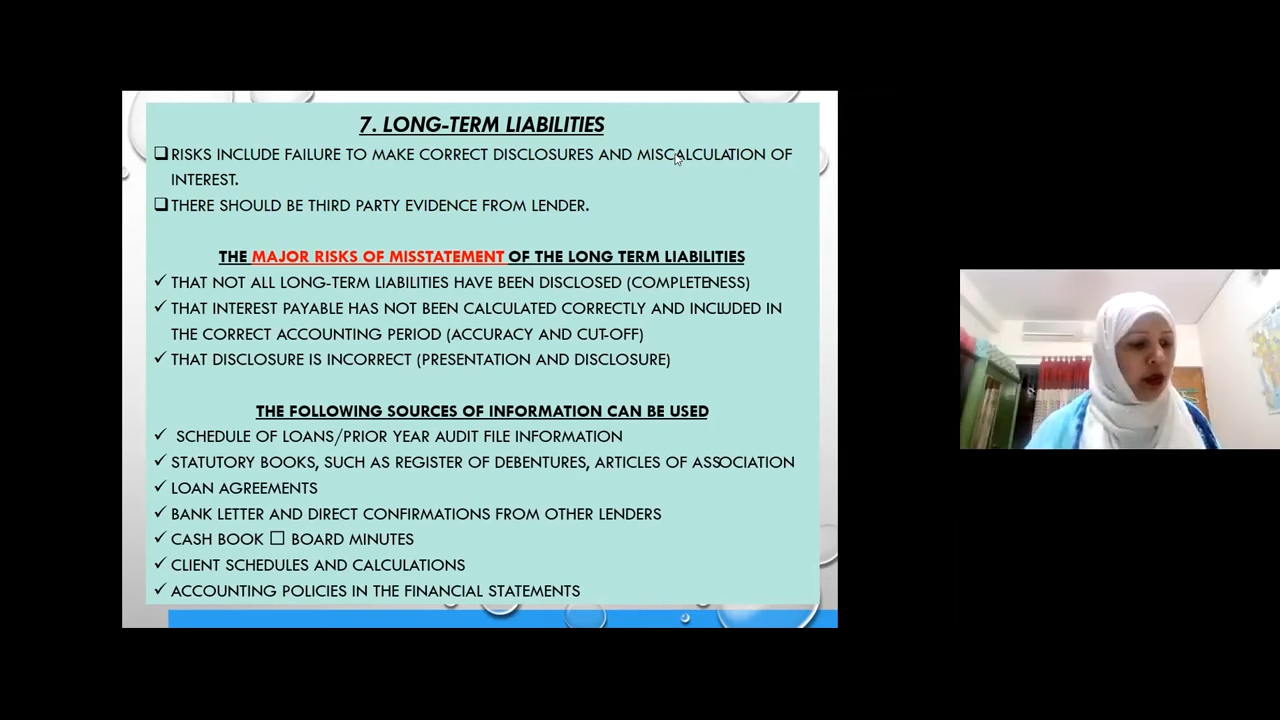 7. LONG-TERM LIABILITIES
❑RISKS INCLUDE FAILURE TO MAKE CORRECT DISCLOSURES AND MISCALCULATION OF
INTEREST.
❑THERE SHOULD BE THIRD PARTY EVIDENCE FROM LENDER.
THE MAJOR RISKS OF MISSTATEMENT OF THE LONG TERM LIABILITIES
✓ THAT NOT ALL LONG-TERM LIABILITIES HAVE BEEN DISCLOSED (COMPLETENESS)
✓ THAT INTEREST PAYABLE HAS NOT BEEN CALCULATED CORRECTLY AND INCLUDED IN
THE CORRECT ACCOUNTING PERIOD (ACCURACY AND CUT-OFF)
✓ THAT DISCLOSURE IS INCORRECT (PRESENTATION AND DISCLOSURE)
THE FOLLOWING SOURCES OF INFORMATION CAN BE USED
✓ SCHEDULE OF LOANS/PRIOR YEAR AUDIT FILE INFORMATION
✓ STATUTORY BOOKS, SUCH AS REGISTER OF DEBENTURES, ARTICLES OF ASSOCIATION
✓ LOAN AGREEMENTS
✓ BANK LETTER AND DIRECT CONFIRMATIONS FROM OTHER LENDERS
✓ CASH BOOK □ BOARD MINUTES
✓ CLIENT SCHEDULES AND CALCULATIONS
✓ ACCOUNTING POLICIES IN THE FINANCIAL STATEMENTS